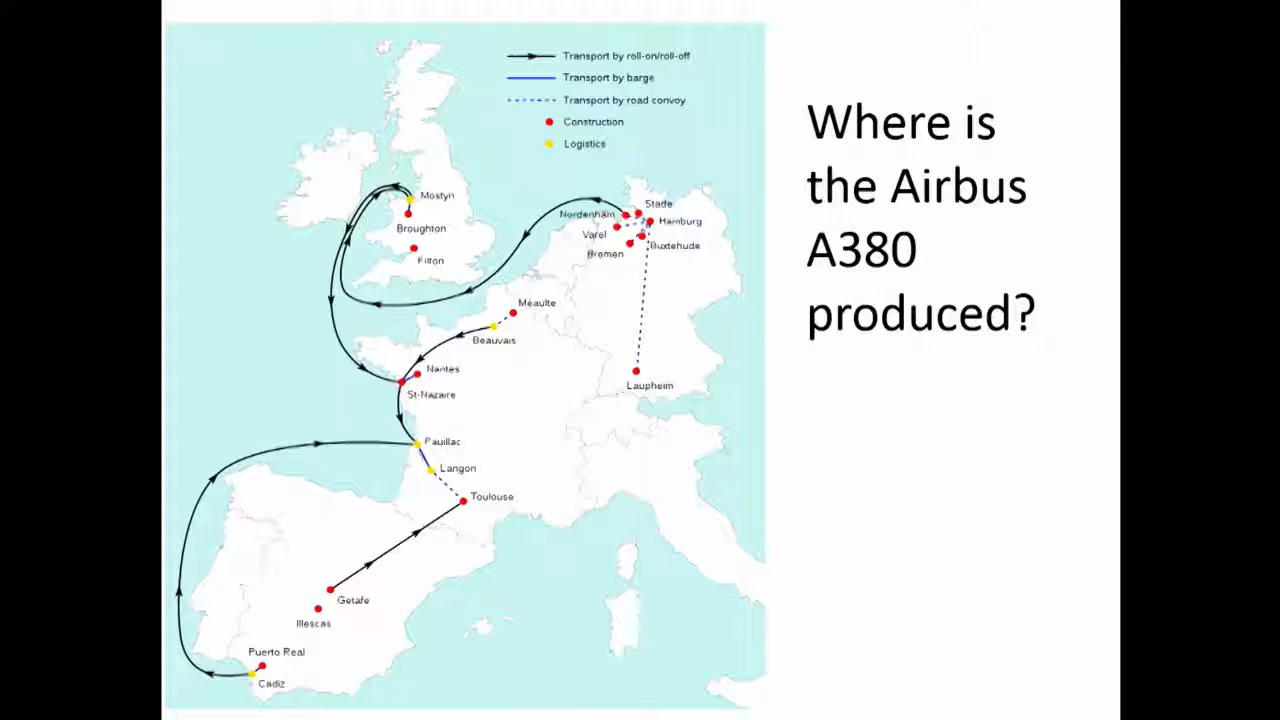 Transport by roll-on/roll-off
Transport by barge
Transport by road convoy
Construction
Logistics
Where is
the Airbus
A380
produced?
Mostyn
Broughton
Filton
Stade
Nordenham
Hamburg
Varel
Buxtehude
Bremen
Méaulte
Beauvais
Nantes
St-Nazaire
Laupheim
Pauillac
Langon
Toulouse
Getafe
Illescas
Puerto Real
Cadiz